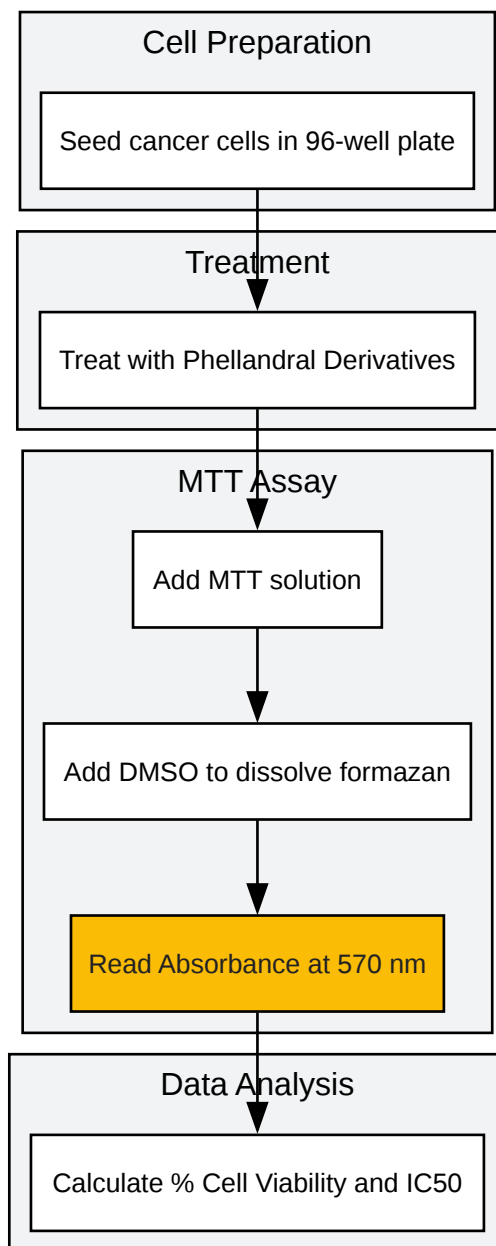 Cell Preparation
Seed cancer cells in 96-well plate
Treatment
Treat with Phellandral Derivatives
MTT Assay
Add MTT solution
Add DMSO to dissolve formazan
Read Absorbance at 570 nm
Data Analysis
Calculate % Cell Viability and IC50